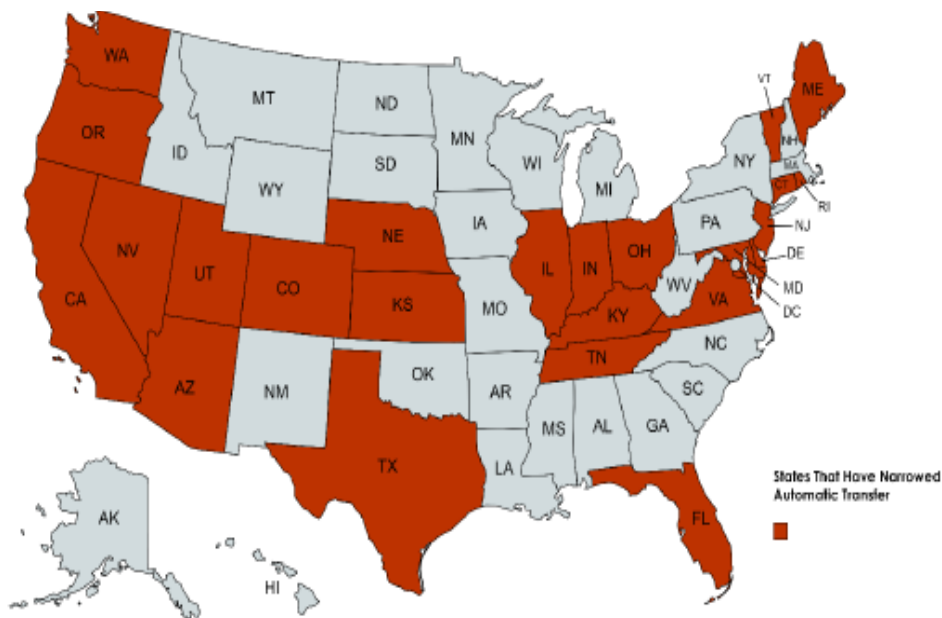 WA
OR
CA
NV
ID
MT
WY
UT
CO
AZ
NM
ND
SD
NE
KS
OK
TX
MN
IA
MO
AR
LA
WI
IL
MI
IN
OH
KY
TN
MS
AL
GA
FL
SC
NC
VA
WV
PA
NY
VT
NH
ME
MA
CT
RI
NJ
DE
MD
DC
AK
HI
States That Have Narrowed
Automatic Transfer